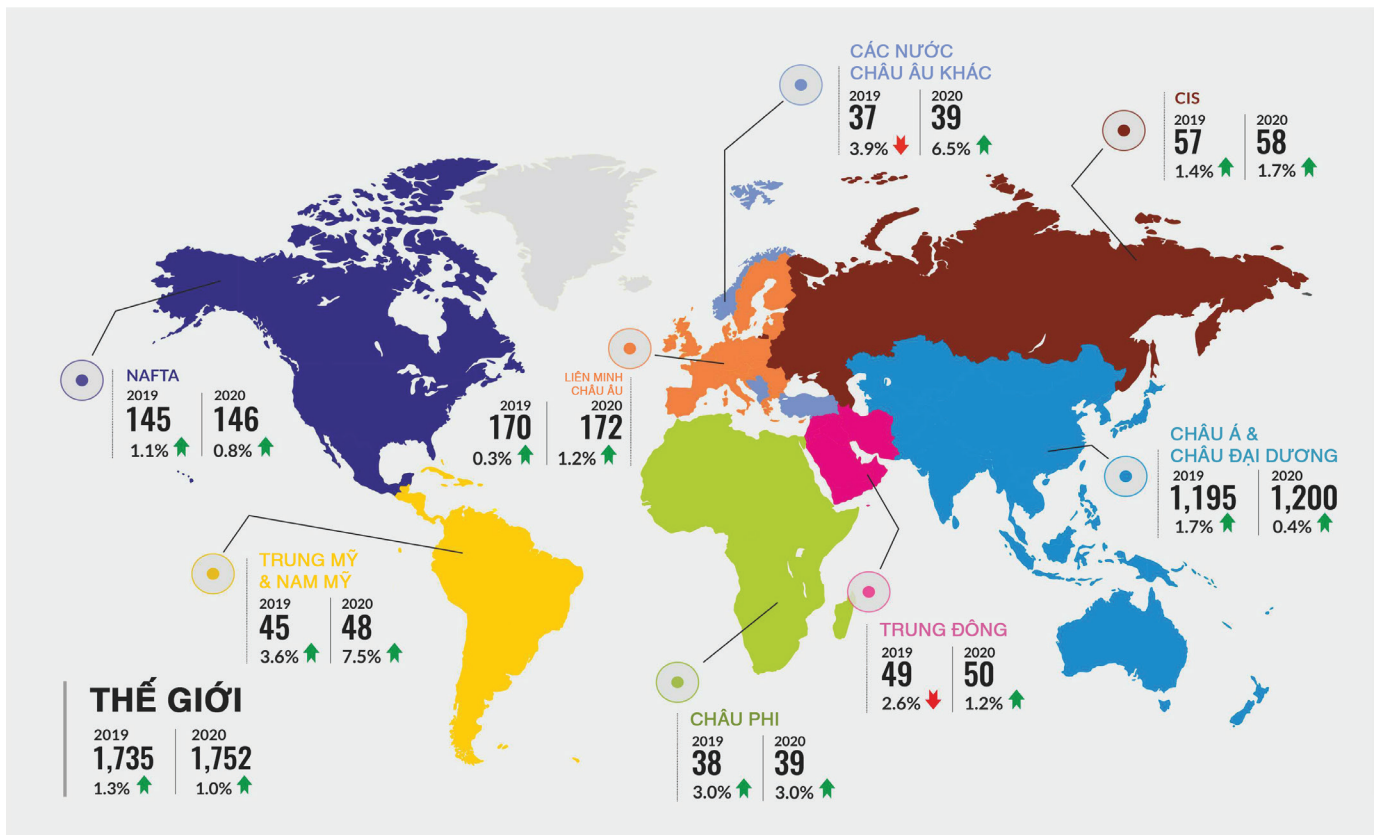 CÁC NƯỚC
CHÂU ÂU KHÁC
2019 2020
37 39
3.9% 6.5%
CIS
2019 2020
57 58
1.4% 1.7%
NAFTA
2019 2020
145 146
1.1% 0.8%
LIÊN MINH
CHÂU ÂU
2019 2020
170 172
0.3% 1.2%
CHÂU Á &
CHÂU ĐẠI DƯƠNG
2019 2020
1,195 1,200
1.7% 0.4%
TRUNG MỸ
& NAM MỸ
2019 2020
45 48
3.6% 7.5%
TRUNG ĐÔNG
2019 2020
49 50
2.6% 1.2%
THẾ GIỚI
2019 2020
1,735 1,752
1.3% 1.0%
CHÂU PHI
2019 2020
38 39
3.0% 3.0%